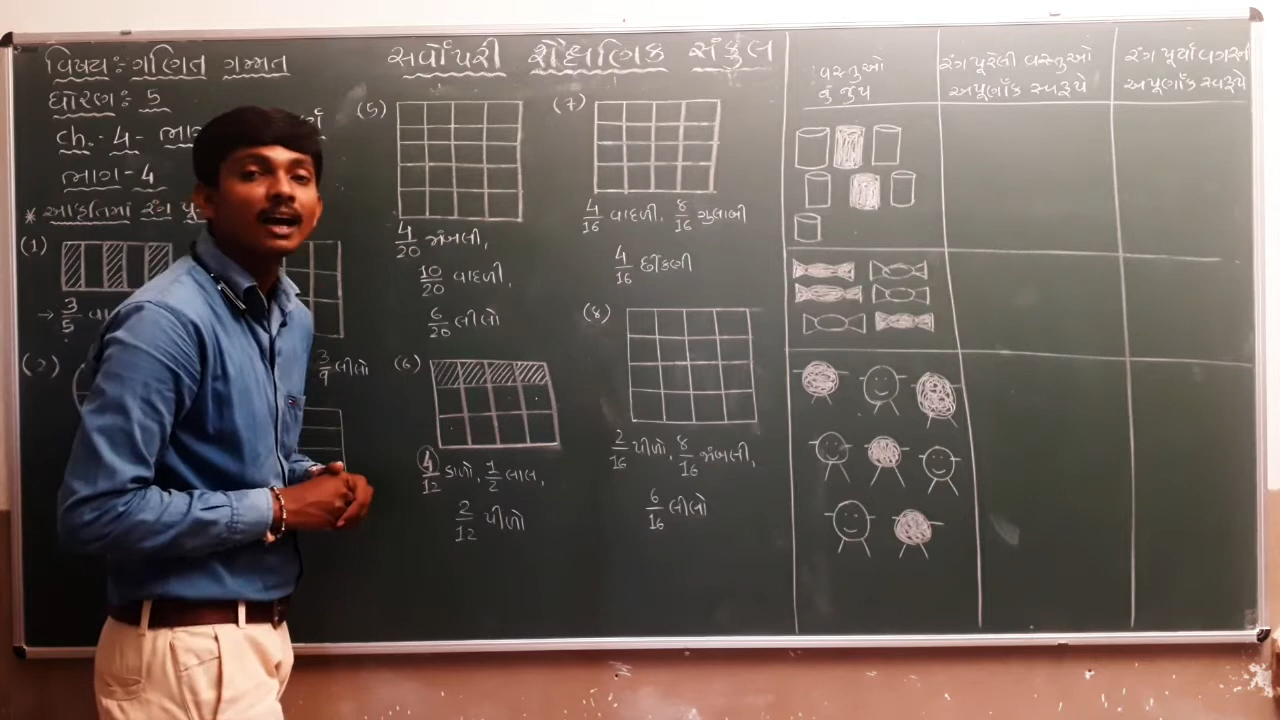 વિષય:- ગણિત ગમ્મત
ધોરણ:- 5
ch.- 4 - ભાગ
ભાગ-4
* આકૃતિમાં રંગ પૂ
(1)
→ 3/5 વા
(2)
3/9 લીલો
સર્વોપરી શૈક્ષણિક સંકુલ
(5)
4/20 જાંબલી,
10/20 વાદળી
6/20 લીલો
(6)
4/12 કાળો, 1/2 લાલ,
2/12 પીળો
(7)
4/16 વાદળી, 8/16 ગુલાબી
4/16 છીંકણી
(8)
2/16 પીળો, 8/16 જાંબલી,
6/16 લીલો
વસ્તુઓ
નું જુથ
રંગ પૂરેલી વસ્તુઓ
અપૂર્ણાંક સ્વરૂપે
રંગ પૂર્યા વગરની
અપૂર્ણાંક સ્વરૂપે